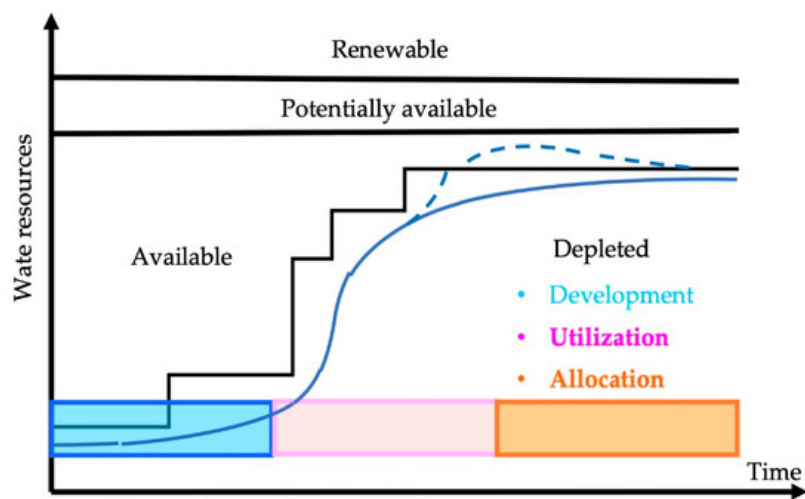 Renewable
Potentially available
Wate resources
Available
Depleted
• Development
• Utilization
• Allocation
Time